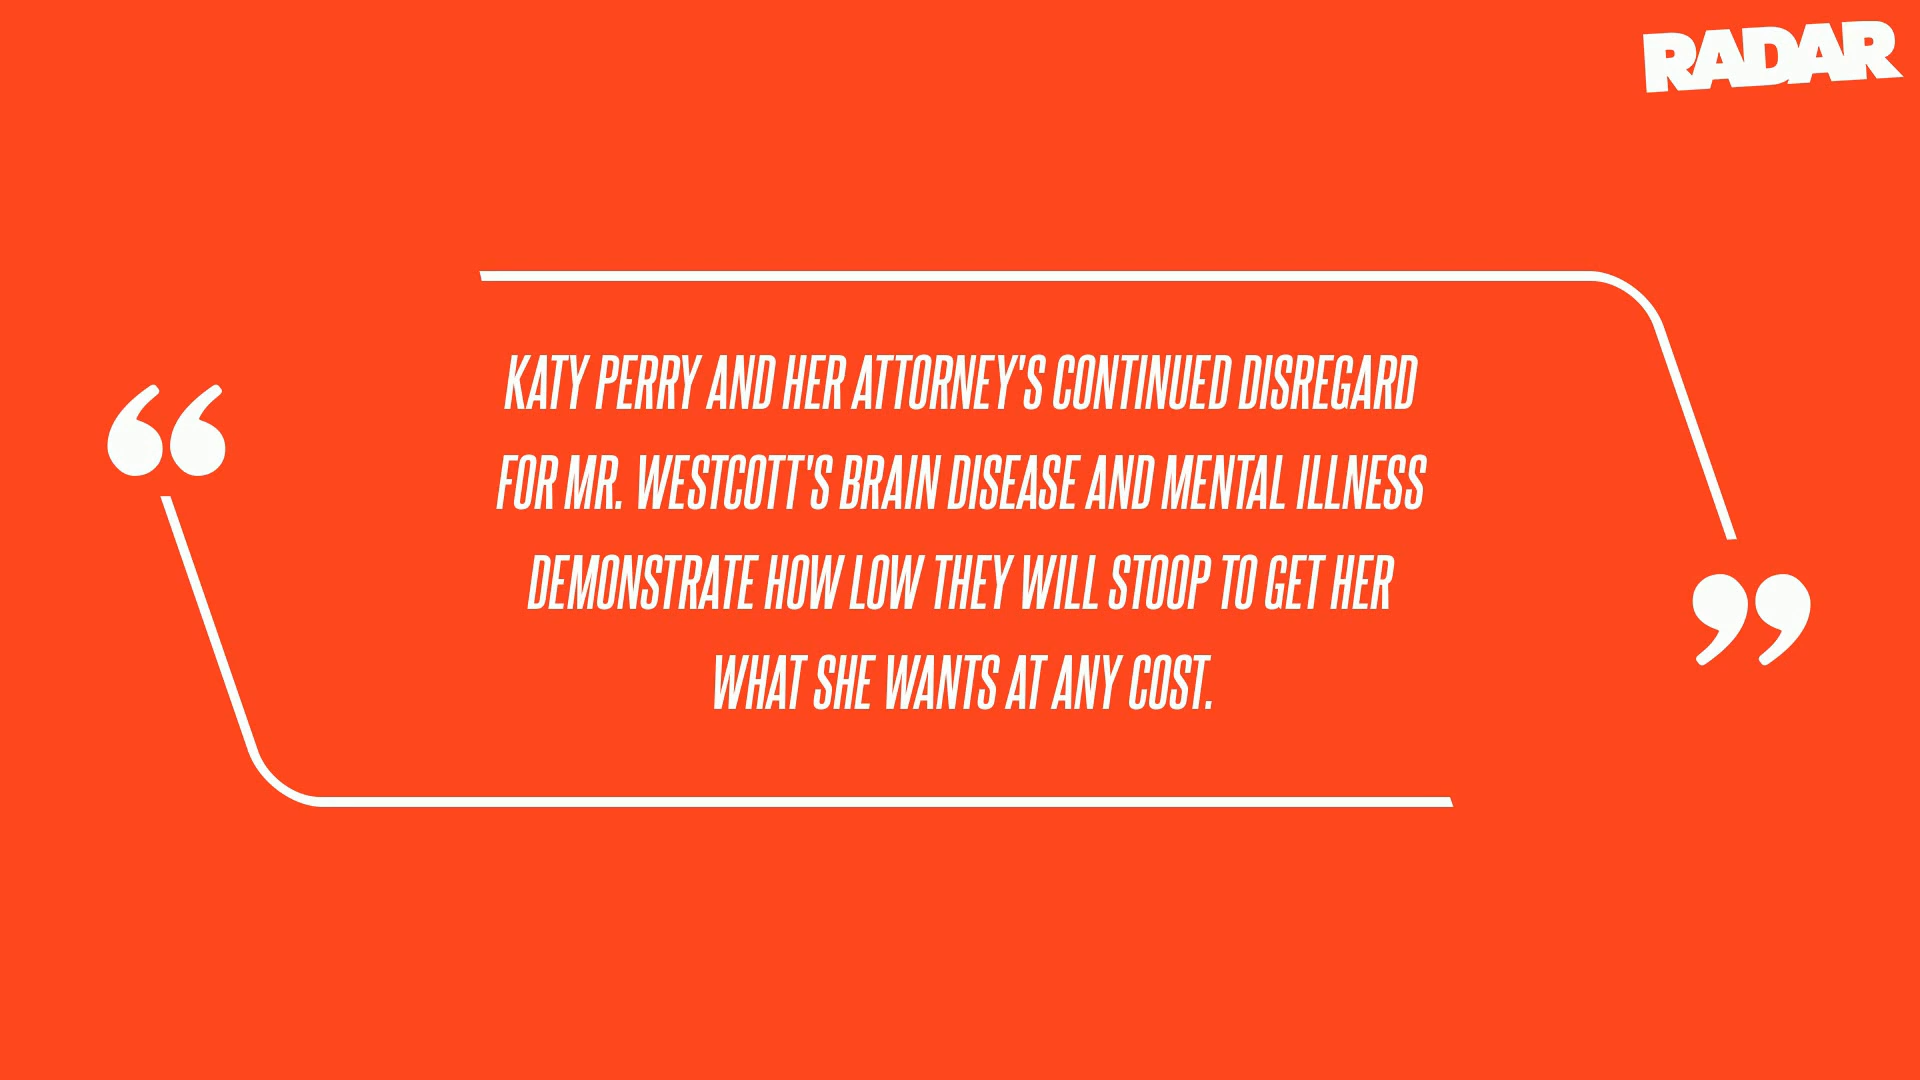 RADAR
“
KATY PERRY AND HER ATTORNEY'S CONTINUED DISREGARD
FOR MR. WESTCOTT'S BRAIN DISEASE AND MENTAL ILLNESS
DEMONSTRATE HOW LOW THEY WILL STOOP TO GET HER
WHAT SHE WANTS AT ANY COST.
”